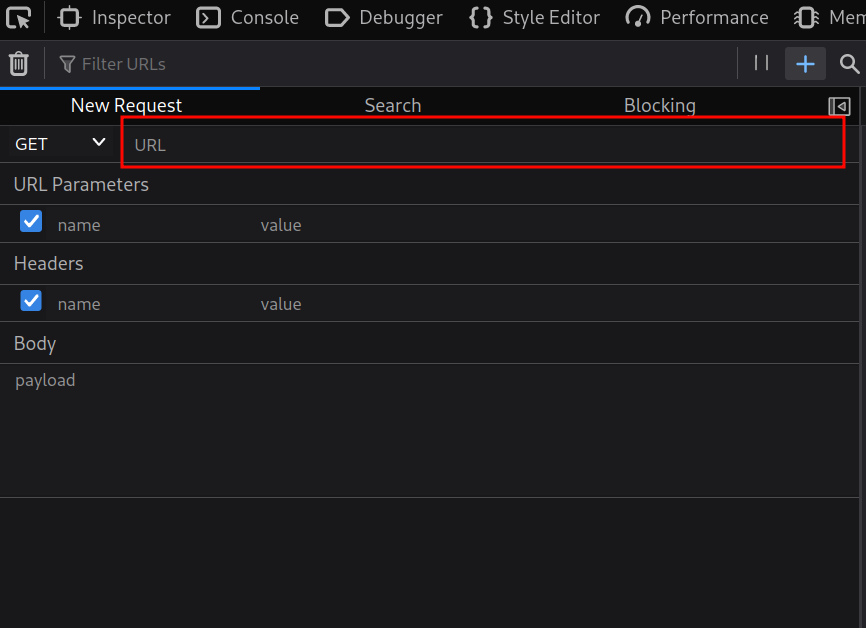 Inspector Console Debugger Style Editor Performance Mem
Filter URLs
New Request Search Blocking
GET URL
URL Parameters
name value
Headers
name value
Body
payload